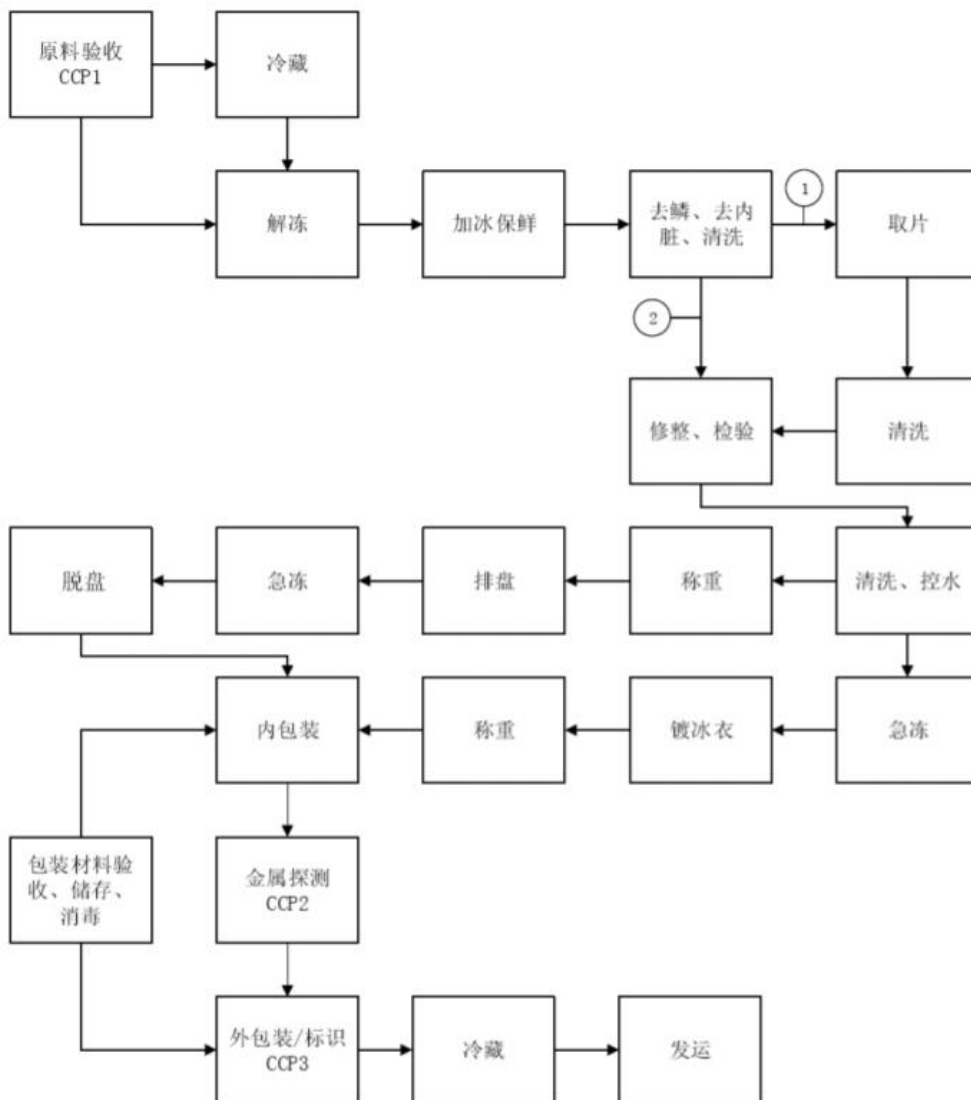 原料验收
CCP1
冷藏
解冻
加冰保鲜
去鳞、去内
脏、清洗
1
取片
2
修整、检验
清洗
脱盘
急冻
排盘
称重
清洗、控水
内包装
称重
镀冰衣
急冻
包装材料验
收、储存、
消毒
金属探测
CCP2
外包装/标识
CCP3
冷藏
发运